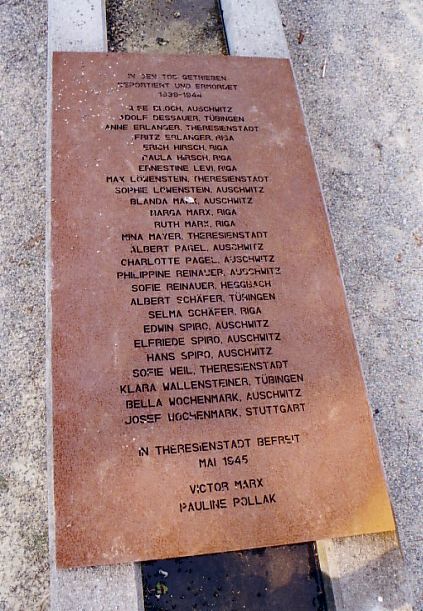 IN DEN TOD GETRIEBEN
DEPORTIERT UND ERMORDET
1939-1944
ILSE BLOCH, AUSCHWITZ
ADOLF DESSAUER, TÜBINGEN
ANNE ERLANGER, THERESIENSTADT
FRITZ ERLANGER, RIGA
ERICH HIRSCH, RIGA
PAULA HIRSCH, RIGA
ERNESTINE LEVI, RIGA
MAX LÖWENSTEIN, THERESIENSTADT
SOPHIE LÖWENSTEIN, AUSCHWITZ
BLANDA MARX, AUSCHWITZ
MARGA MARX, RIGA
RUTH MARX, RIGA
MINA MAYER, THERESIENSTADT
ALBERT PAGEL, AUSCHWITZ
CHARLOTTE PAGEL, AUSCHWITZ
PHILIPPINE REINAUER, AUSCHWITZ
SOFIE REINAUER, HEGGBACH
ALBERT SCHÄFER, TÜBINGEN
SELMA SCHÄFER, RIGA
EDWIN SPIRO, AUSCHWITZ
ELFRIEDE SPIRO, AUSCHWITZ
HANS SPIRO, AUSCHWITZ
SOFIE WEIL, THERESIENSTADT
KLARA WALLENSTEINER, TÜBINGEN
BELLA WOCHENMARK, AUSCHWITZ
JOSEF WOCHENMARK, STUTTGART
IN THERESIENSTADT BEFREIT
MAI 1945
VICTOR MARX
PAULINE POLLAK